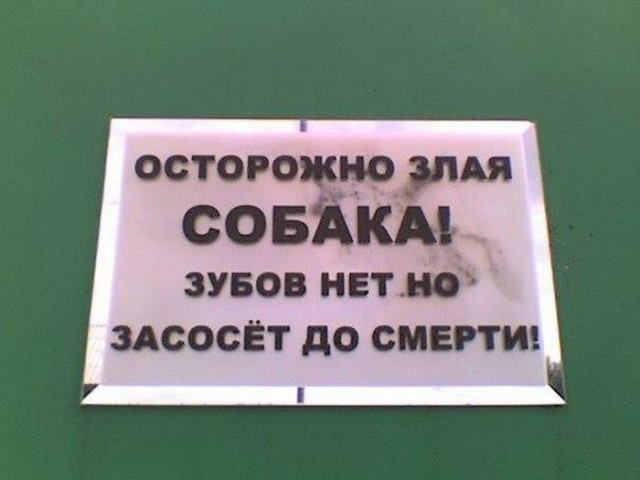 ОСТОРОЖНО ЗЛАЯ
СОБАКА!
ЗУБОВ НЕТ НО
ЗАСОСЁТ ДО СМЕРТИ!